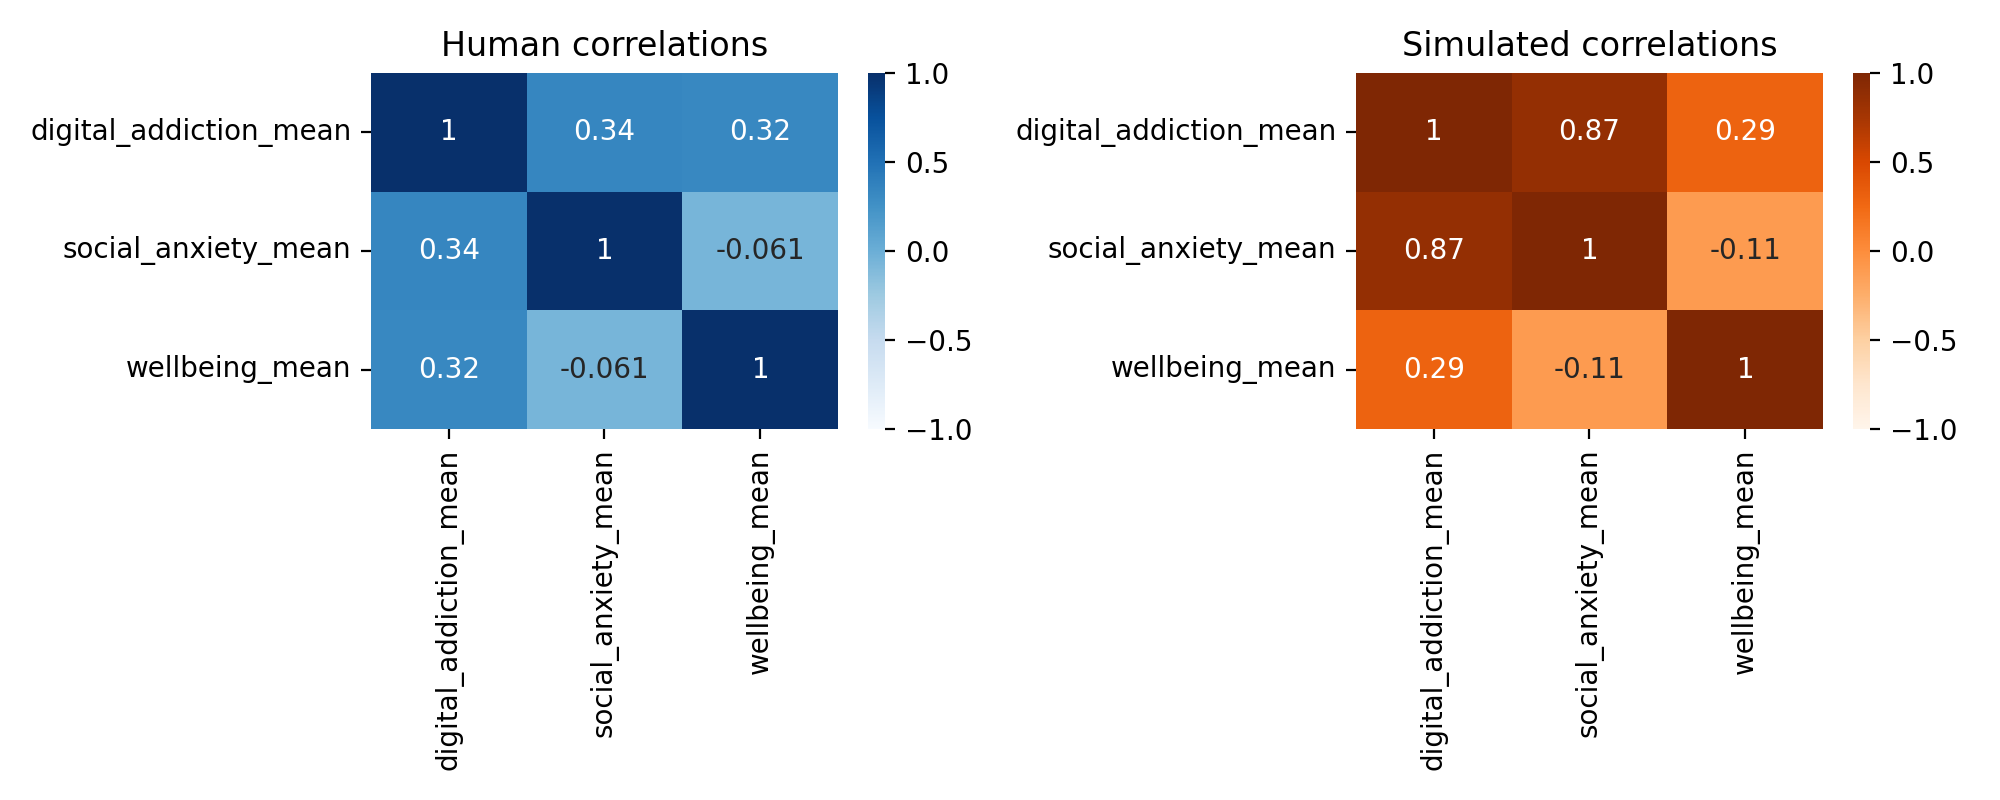 Human correlations
digital_addiction_mean
social_anxiety_mean
wellbeing_mean
1 0.34 0.32
0.34 1 -0.061
0.32 -0.061 1
digital_addiction_mean
social_anxiety_mean
wellbeing_mean
1.0
0.5
0.0
−0.5
−1.0
Simulated correlations
digital_addiction_mean
social_anxiety_mean
wellbeing_mean
1 0.87 0.29
0.87 1 -0.11
0.29 -0.11 1
digital_addiction_mean
social_anxiety_mean
wellbeing_mean
1.0
0.5
0.0
−0.5
−1.0